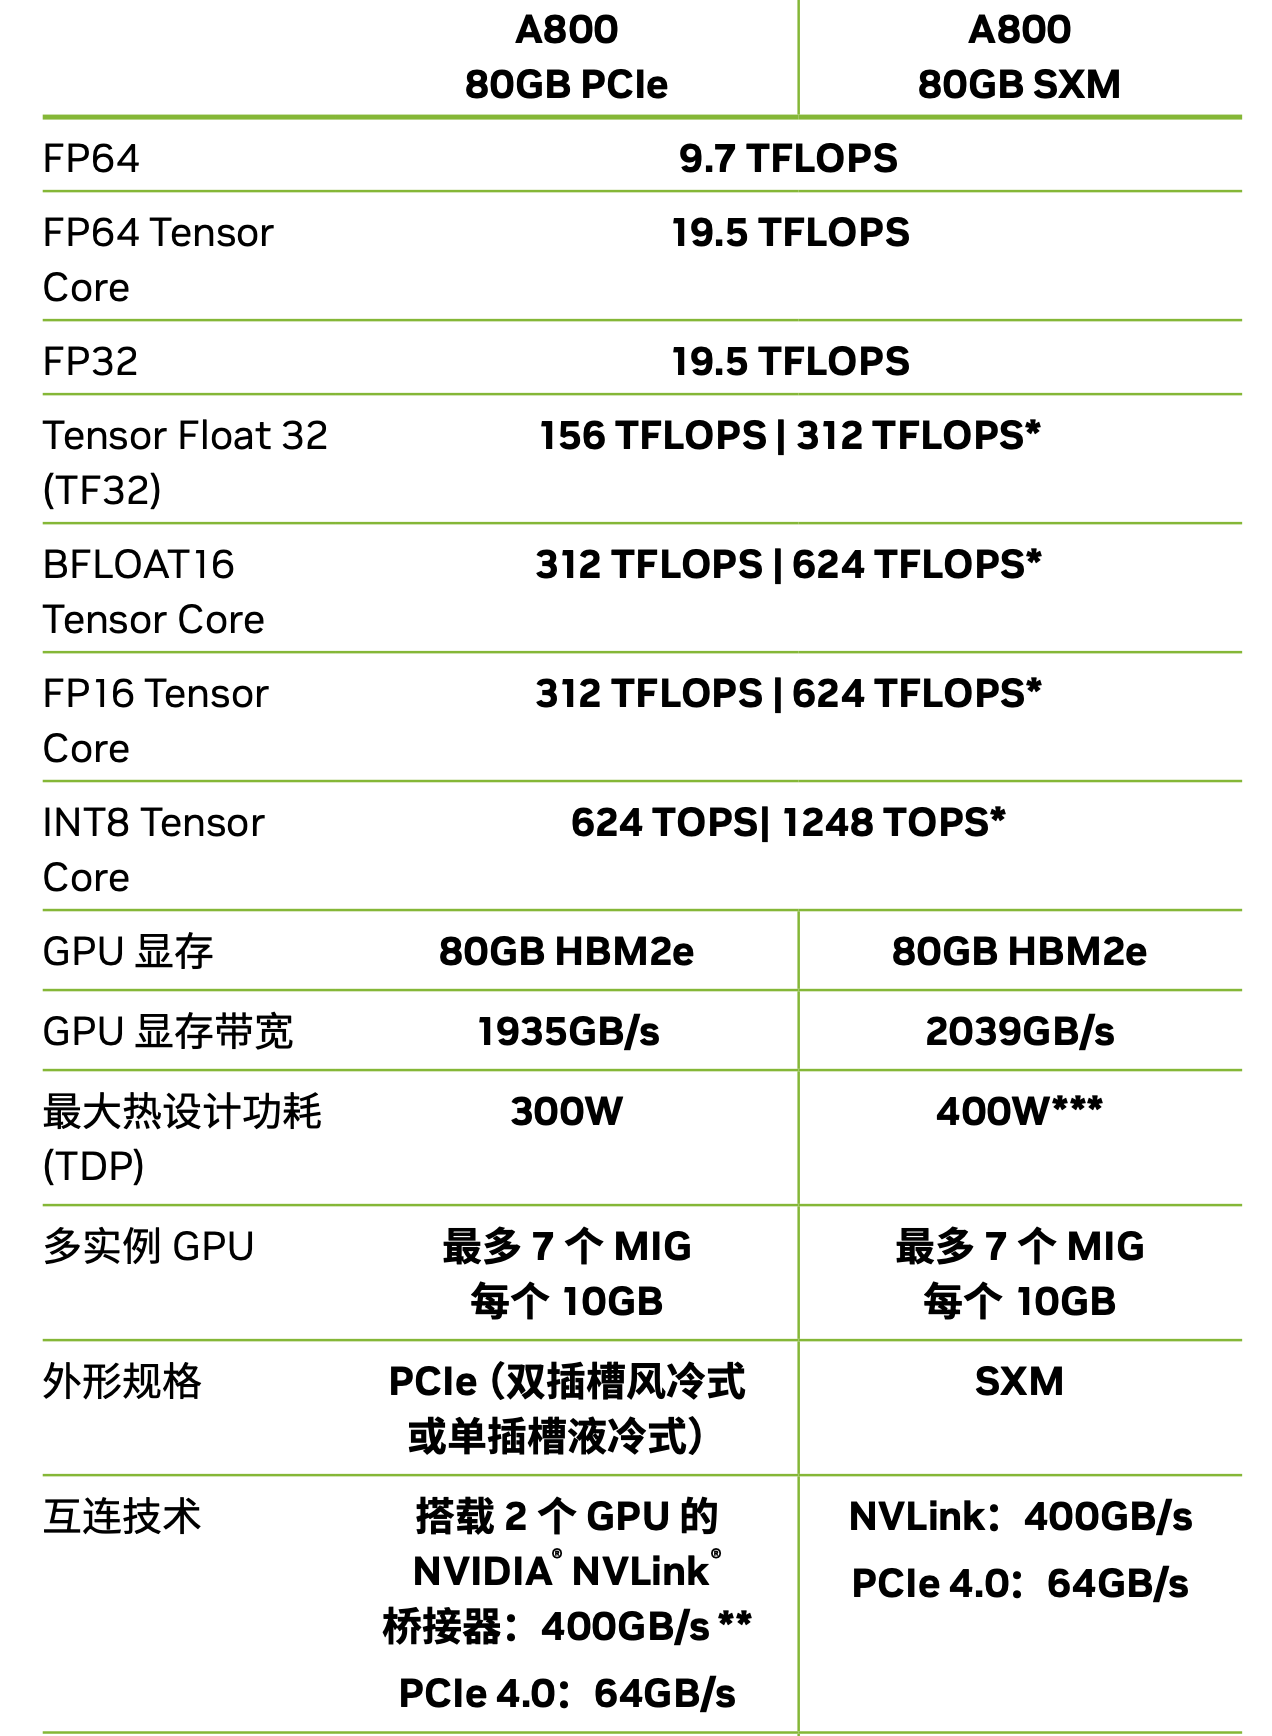 A800
80GB PCIe
A800
80GB SXM
FP64
9.7 TFLOPS
FP64 Tensor
Core
19.5 TFLOPS
FP32
19.5 TFLOPS
Tensor Float 32
(TF32)
156 TFLOPS | 312 TFLOPS*
BFLOAT16
Tensor Core
312 TFLOPS | 624 TFLOPS*
FP16 Tensor
Core
312 TFLOPS | 624 TFLOPS*
INT8 Tensor
Core
624 TOPS| 1248 TOPS*
GPU 显存
80GB HBM2e
80GB HBM2e
GPU 显存带宽
1935GB/s
2039GB/s
最大热设计功耗
(TDP)
300W
400W***
多实例 GPU
最多 7 个 MIG
每个 10GB
最多 7 个 MIG
每个 10GB
外形规格
PCIe（双插槽风冷式
或单插槽液冷式）
SXM
互连技术
搭载 2 个 GPU 的
NVIDIA® NVLink®
桥接器：400GB/s **
PCIe 4.0：64GB/s
NVLink：400GB/s
PCIe 4.0：64GB/s